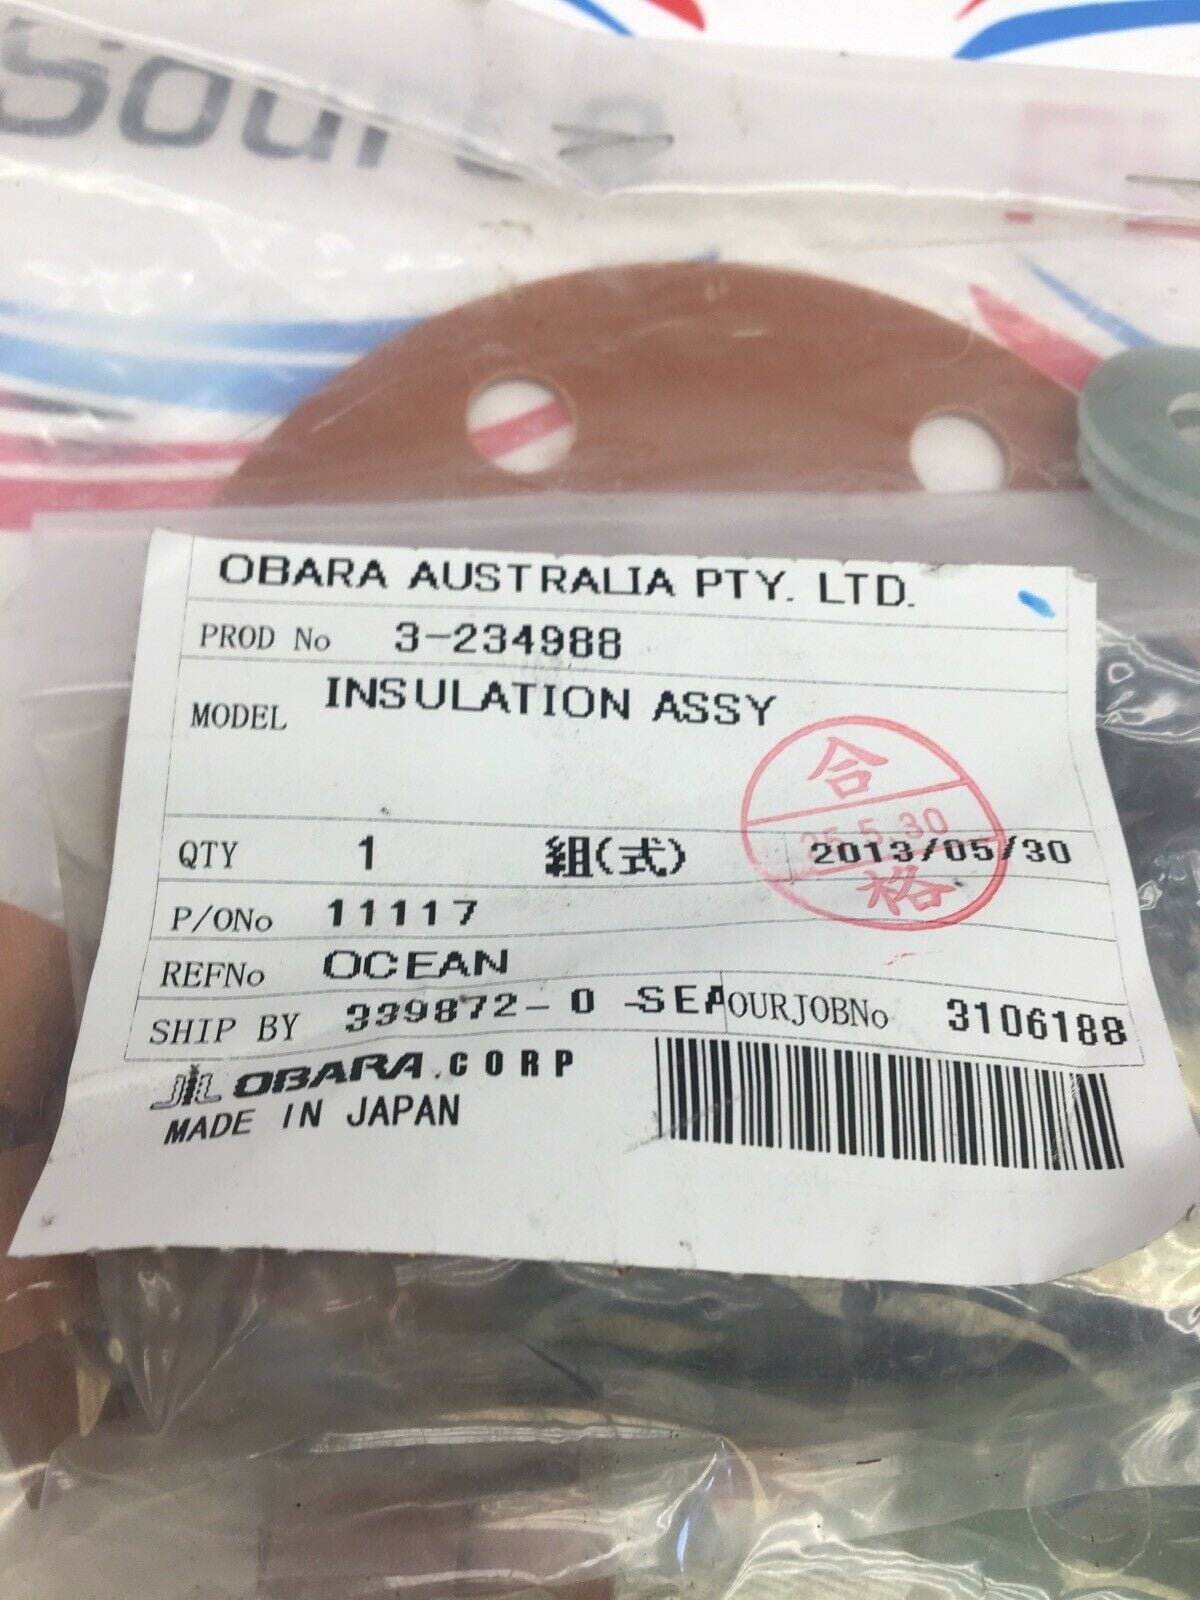 OBARA AUSTRALIA PTY. LTD.
PROD No 3-234988
MODEL INSULATION ASSY
合
25.5.30
格
QTY 1 組(式) 2013/05/30
P/ONo 11117
REFNo OCEAN
SHIP BY 339872-0 -SEA OURJOBNo 3106188
OBARA.CORP
MADE IN JAPAN